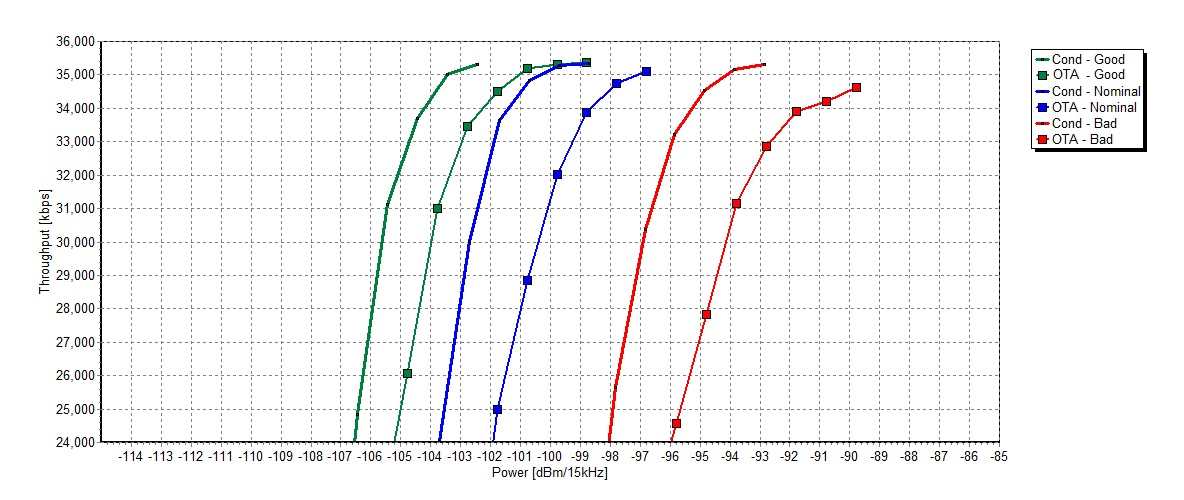 36,000
35,000
34,000
33,000
32,000
31,000
30,000
29,000
28,000
27,000
26,000
25,000
24,000
Throughput [kbps]
-114 -113 -112 -111 -110 -109 -108 -107 -106 -105 -104 -103 -102 -101 -100 -99 -98 -97 -96 -95 -94 -93 -92 -91 -90 -89 -88 -87 -86 -85
Power [dBm/15kHz]
Cond - Good
OTA - Good
Cond - Nominal
OTA - Nominal
Cond - Bad
OTA - Bad